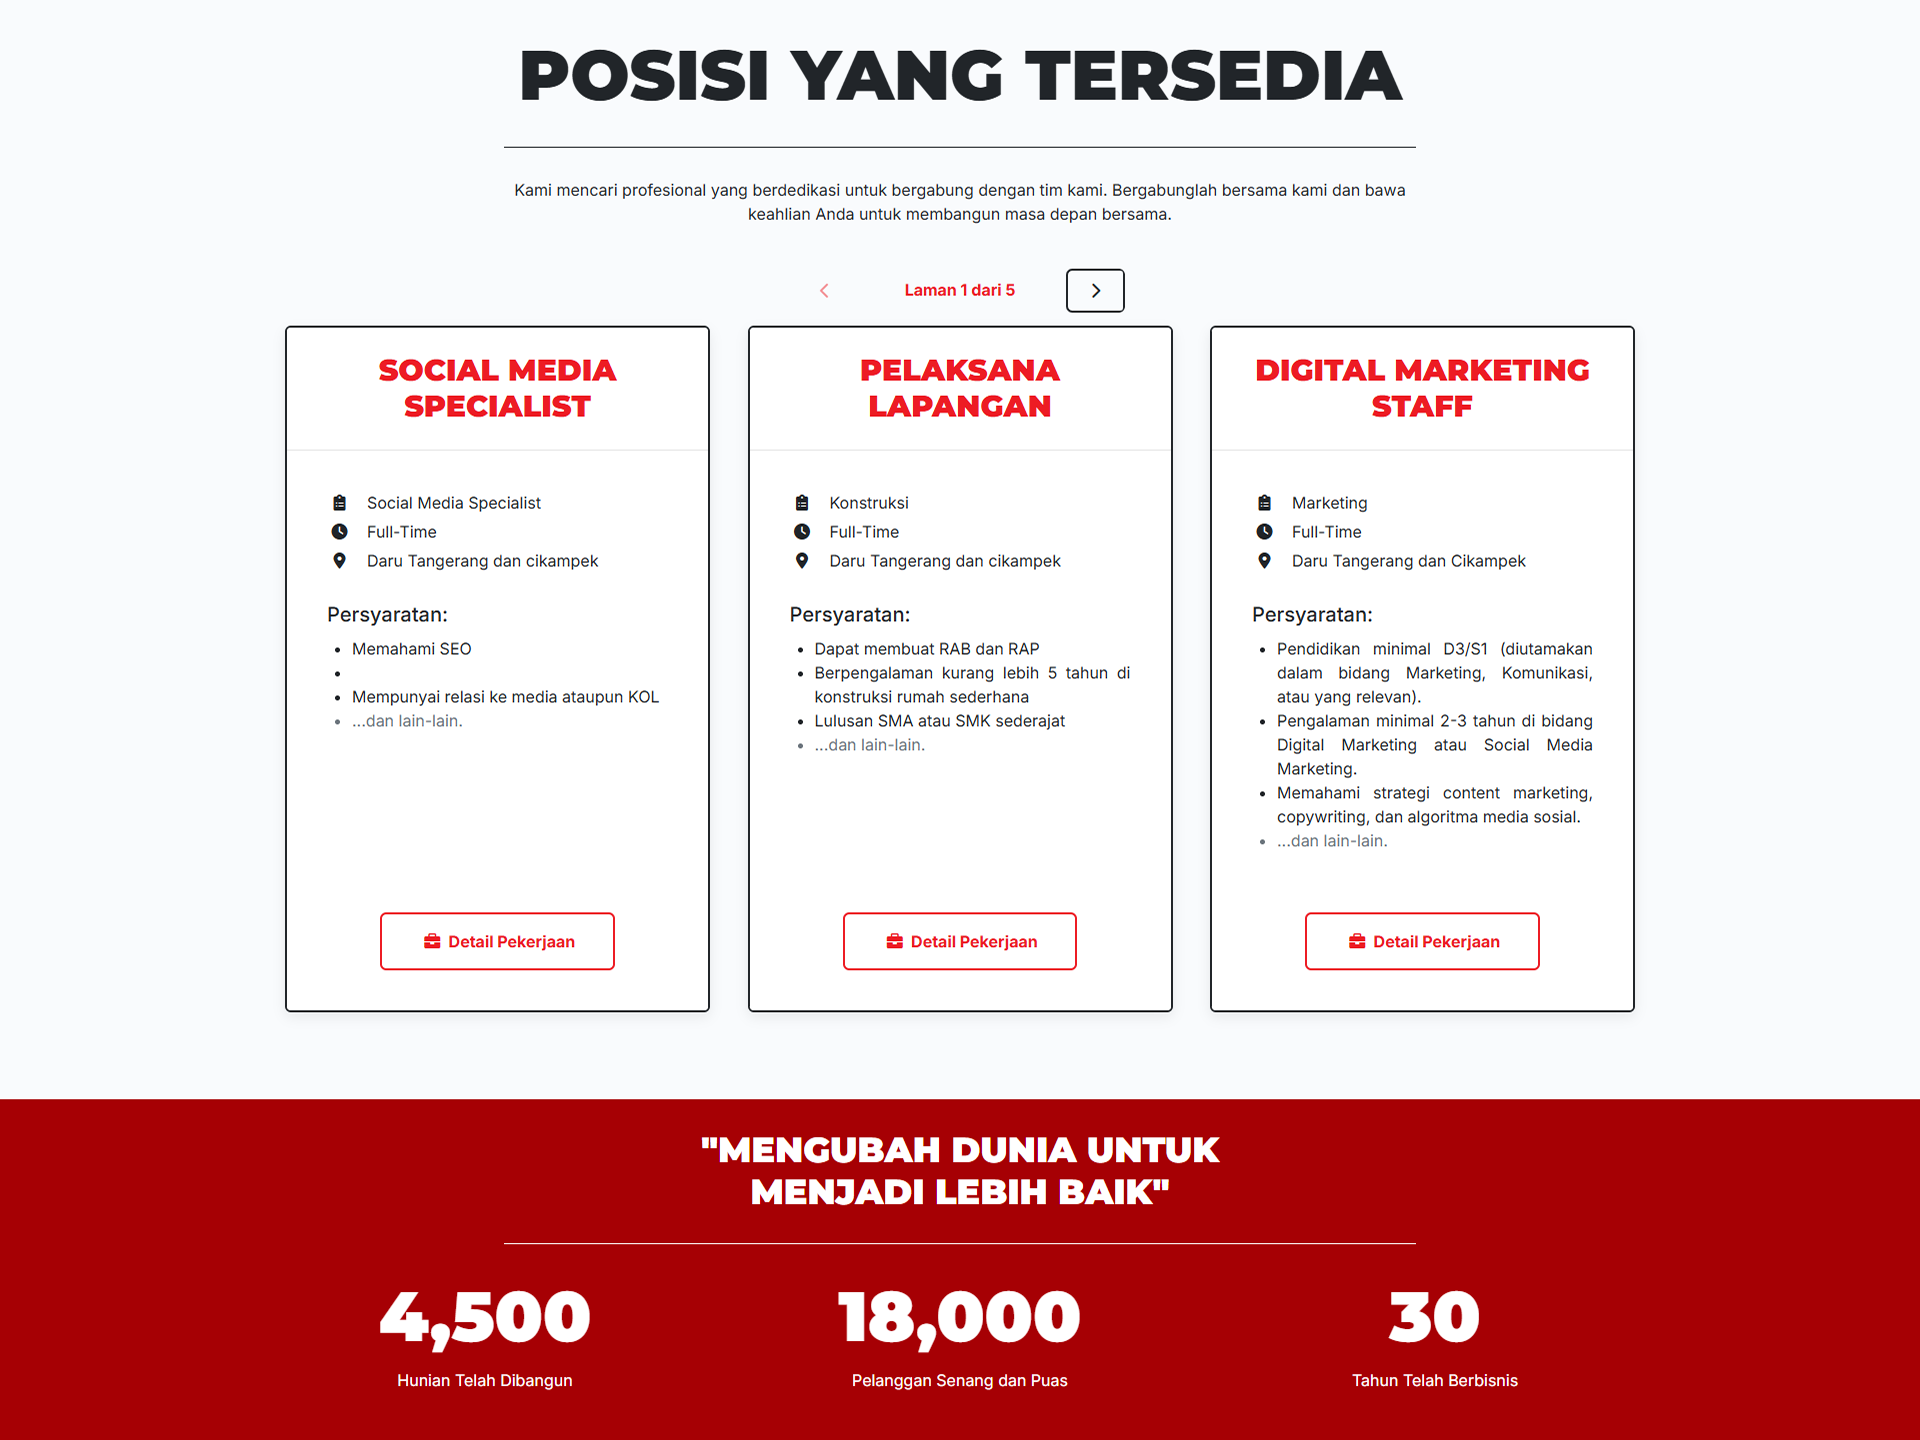 POSISI YANG TERSEDIA
Kami mencari profesional yang berdedikasi untuk bergabung dengan tim kami. Bergabunglah bersama kami dan bawa
keahlian Anda untuk membangun masa depan bersama.
Laman 1 dari 5
SOCIAL MEDIA
SPECIALIST
Social Media Specialist
Full-Time
Daru Tangerang dan cikampek
Persyaratan:
Memahami SEO
Mempunyai relasi ke media ataupun KOL
...dan lain-lain.
Detail Pekerjaan
PELAKSANA
LAPANGAN
Konstruksi
Full-Time
Daru Tangerang dan cikampek
Persyaratan:
Dapat membuat RAB dan RAP
Berpengalaman kurang lebih 5 tahun di
konstruksi rumah sederhana
Lulusan SMA atau SMK sederajat
...dan lain-lain.
Detail Pekerjaan
DIGITAL MARKETING
STAFF
Marketing
Full-Time
Daru Tangerang dan Cikampek
Persyaratan:
Pendidikan minimal D3/S1 (diutamakan
dalam bidang Marketing, Komunikasi,
atau yang relevan).
Pengalaman minimal 2-3 tahun di bidang
Digital Marketing atau Social Media
Marketing.
Memahami strategi content marketing,
copywriting, dan algoritma media sosial.
...dan lain-lain.
Detail Pekerjaan
"MENGUBAH DUNIA UNTUK
MENJADI LEBIH BAIK"
4,500
Hunian Telah Dibangun
18,000
Pelanggan Senang dan Puas
30
Tahun Telah Berbisnis